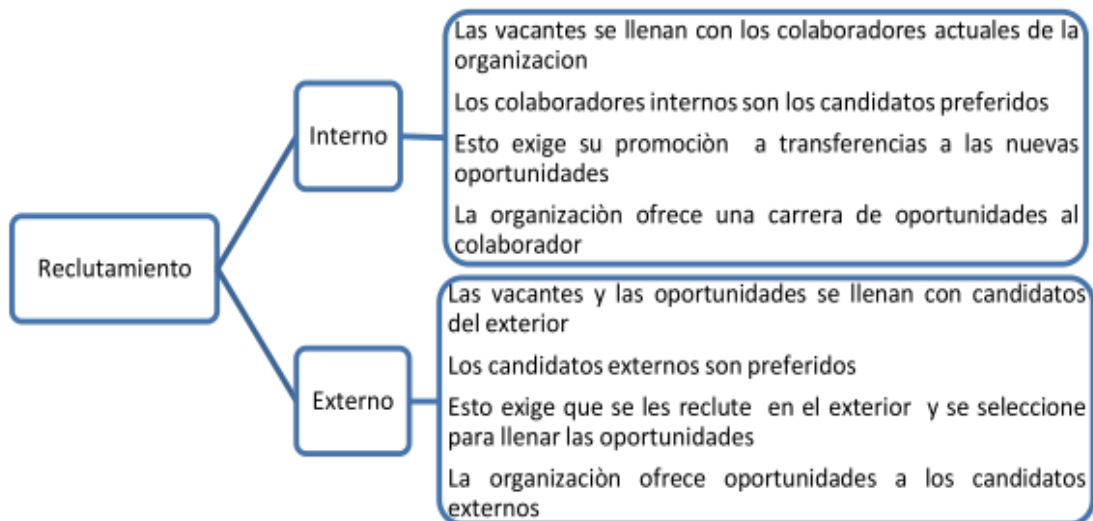 Las vacantes se llenan con los colaboradores actuales de la
organizacion
Los colaboradores internos son los candidatos preferidos
Interno
Esto exige su promociòn a transferencias a las nuevas
oportunidades
La organizaciòn ofrece una carrera de oportunidades al
colaborador
Reclutamiento
Las vacantes y las oportunidades se llenan con candidatos
del exterior
Los candidatos externos son preferidos
Externo
Esto exige que se les reclute en el exterior y se seleccione
para llenar las oportunidades
La organizaciòn ofrece oportunidades a los candidatos
externos